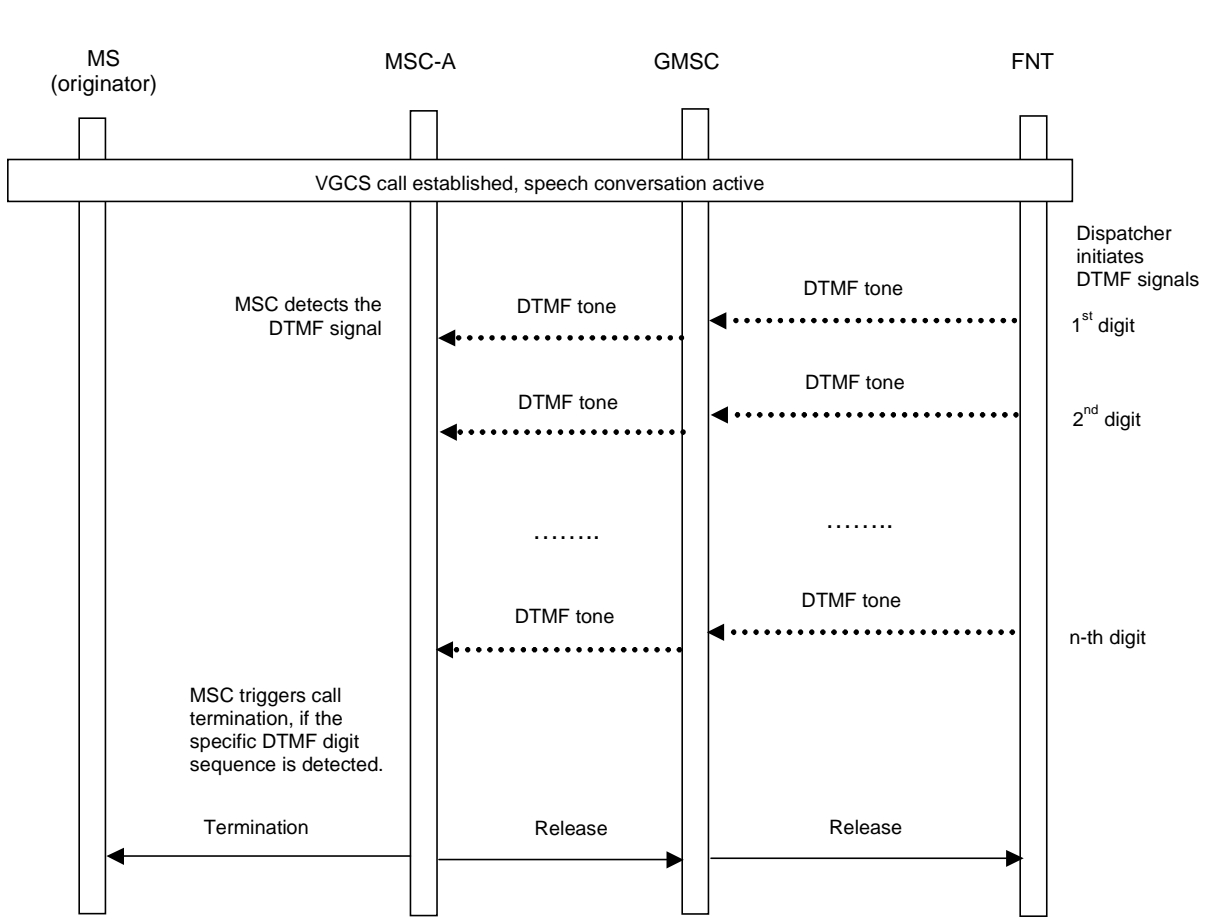 MS
(originator)
MSC-A
GMSC
FNT
VGCS call established, speech conversation active
Dispatcher
initiates
DTMF signals
MSC detects the
DTMF signal
DTMF tone
DTMF tone
1st digit
DTMF tone
DTMF tone
2nd digit
……..
……..
DTMF tone
DTMF tone
n-th digit
MSC triggers call
termination, if the
specific DTMF digit
sequence is detected.
Termination
Release
Release